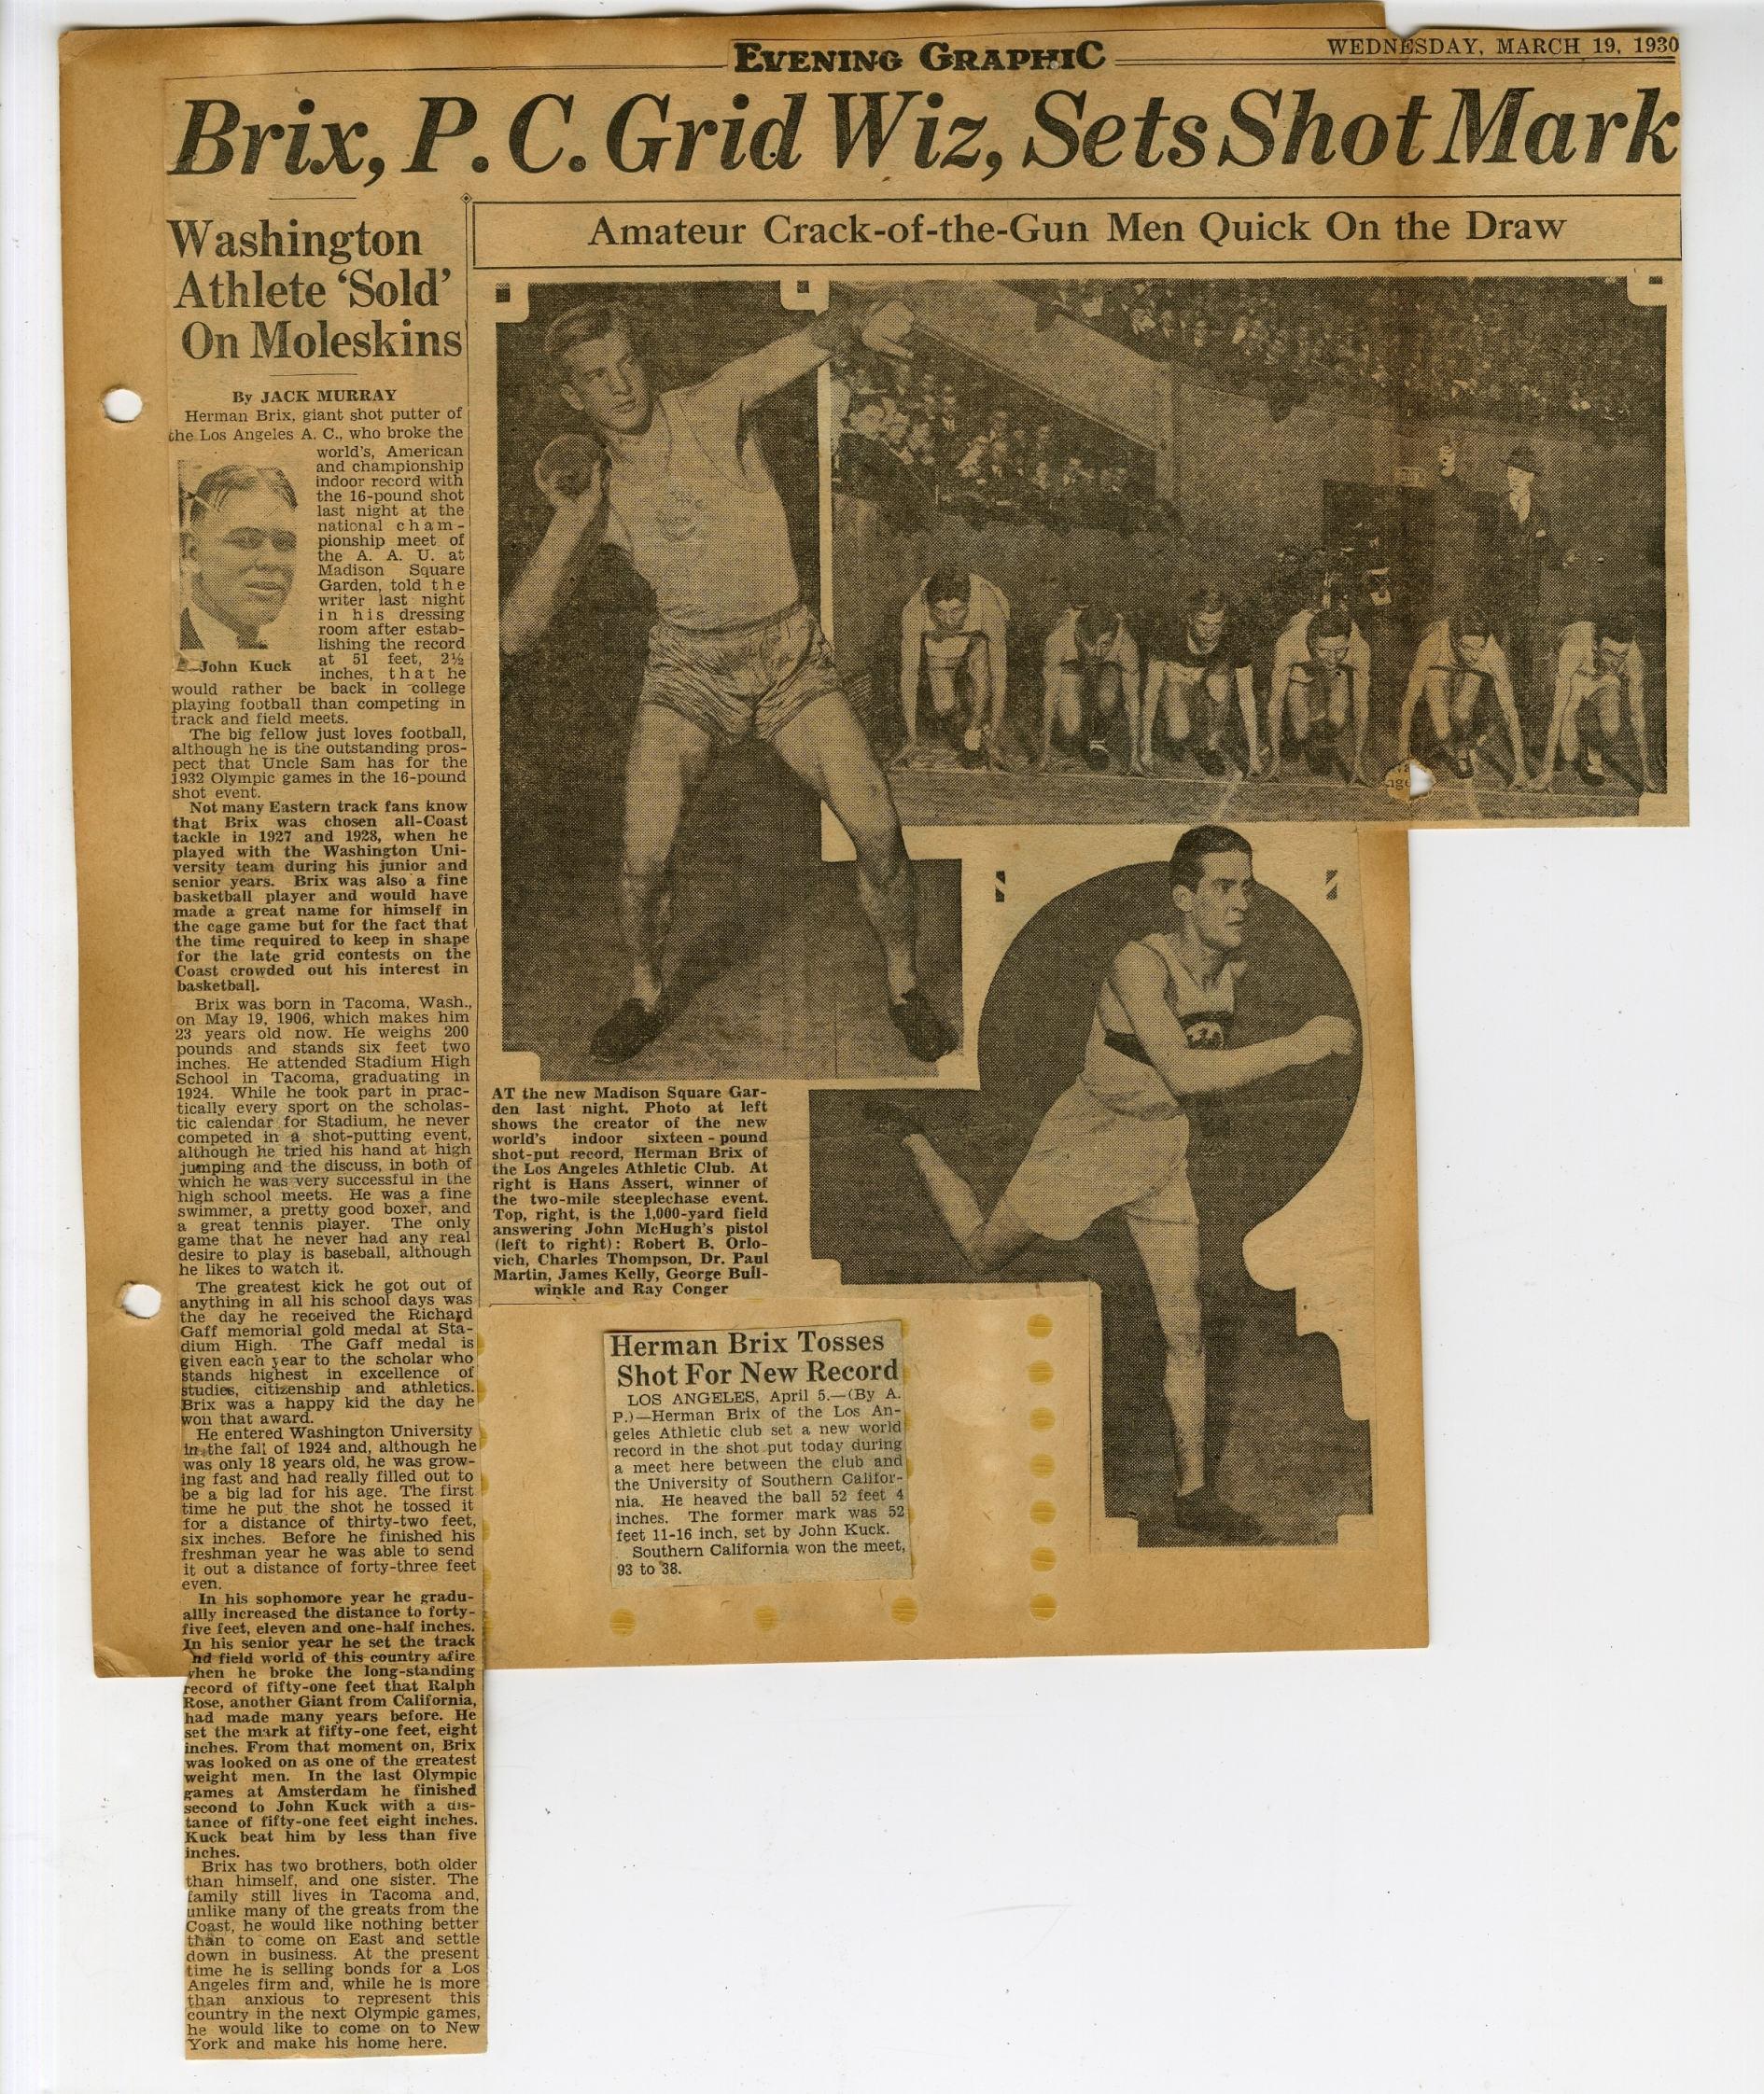 EVENING GRAPHIC
WEDNESDAY, MARCH 19, 1930
Brix, P. C. Grid Wiz, Sets Shot Mark
Washington
Athlete ‘Sold’
On Moleskins
By JACK MURRAY
Herman Brix, giant shot putter of
the Los Angeles A. C., who broke the
world's, American
and championship
indoor record with
the 16-pound shot
last night at the
national cham-
pionship meet of
the A. A. U. at
Madison Square
Garden, told the
writer last night
in his dressing
room after estab-
lishing the record
at 51 feet, 2½
inches, that he
John Kuck
would rather be back in college
playing football than competing in
track and field meets.
The big fellow just loves football,
although he is the outstanding pros-
pect that Uncle Sam has for the
1932 Olympic games in the 16-pound
shot event.
Not many Eastern track fans know
that Brix was chosen all-Coast
tackle in 1927 and 1928, when he
played with the Washington Uni-
versity team during his junior and
senior years. Brix was also a fine
basketball player and would have
made a great name for himself in
the cage game but for the fact that
the time required to keep in shape
for the late grid contests on the
Coast crowded out his interest in
basketball.
Brix was born in Tacoma, Wash.,
on May 19, 1906, which makes him
23 years old now. He weighs 200
pounds and stands six feet two
inches. He attended Stadium High
School in Tacoma, graduating in
1924. While he took part in prac-
tically every sport on the scholas-
tic calendar for Stadium, he never
competed in a shot-putting event,
although he tried his hand at high
jumping and the discuss, in both of
which he was very successful in the
high school meets. He was a fine
swimmer, a pretty good boxer, and
a great tennis player. The only
game that he never had any real
desire to play is baseball, although
he likes to watch it.
The greatest kick he got out of
anything in all his school days was
the day he received the Richard
Gaff memorial gold medal at Sta-
dium High. The Gaff medal is
given each year to the scholar who
stands highest in excellence of
studies, citizenship and athletics.
Brix was a happy kid the day he
won that award.
He entered Washington University
in the fall of 1924 and, although he
was only 18 years old, he was grow-
ing fast and had really filled out to
be a big lad for his age. The first
time he put the shot he tossed it
for a distance of thirty-two feet,
six inches. Before he finished his
freshman year he was able to send
it out a distance of forty-three feet
even.
In his sophomore year he gradu-
allly increased the distance to forty-
five feet, eleven and one-half inches.
In his senior year he set the track
nd field world of this country afire
when he broke the long-standing
record of fifty-one feet that Ralph
Rose, another Giant from California,
had made many years before. He
set the mark at fifty-one feet, eight
inches. From that moment on, Brix
was looked on as one of the greatest
weight men. In the last Olympic
games at Amsterdam he finished
second to John Kuck with a dis-
tance of fifty-one feet eight inches.
Kuck beat him by less than five
inches.
Brix has two brothers, both older
than himself, and one sister. The
family still lives in Tacoma and,
unlike many of the greats from the
Coast, he would like nothing better
than to come on East and settle
down in business. At the present
time he is selling bonds for a Los
Angeles firm and, while he is more
than anxious to represent this
country in the next Olympic games,
he would like to come on to New
York and make his home here.
Amateur Crack-of-the-Gun Men Quick On the Draw
AT the new Madison Square Gar-
den last night. Photo at left
shows the creator of the new
world's indoor sixteen-pound
shot-put record, Herman Brix of
the Los Angeles Athletic Club. At
right is Hans Assert, winner of
the two-mile steeplechase event.
Top, right, is the 1,000-yard field
answering John McHugh's pistol
(left to right): Robert B. Orlo-
vich, Charles Thompson, Dr. Paul
Martin, James Kelly, George Bull-
winkle and Ray Conger
Herman Brix Tosses
Shot For New Record
LOS ANGELES, April 5.—(By A.
P.)—Herman Brix of the Los An-
geles Athletic club set a new world
record in the shot put today during
a meet here between the club and
the University of Southern Califor-
nia. He heaved the ball 52 feet 4
inches. The former mark was 52
feet 11-16 inch, set by John Kuck.
Southern California won the meet,
93 to 38.